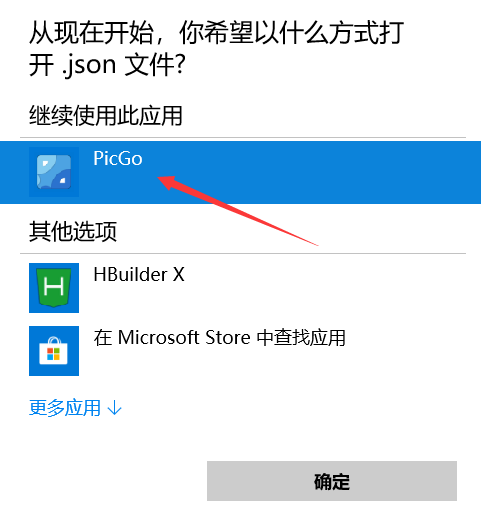 从现在开始，你希望以什么方式打
开 .json 文件?
继续使用此应用
PicGo
其他选项
HBuilder X
在 Microsoft Store 中查找应用
更多应用 ↓
确定